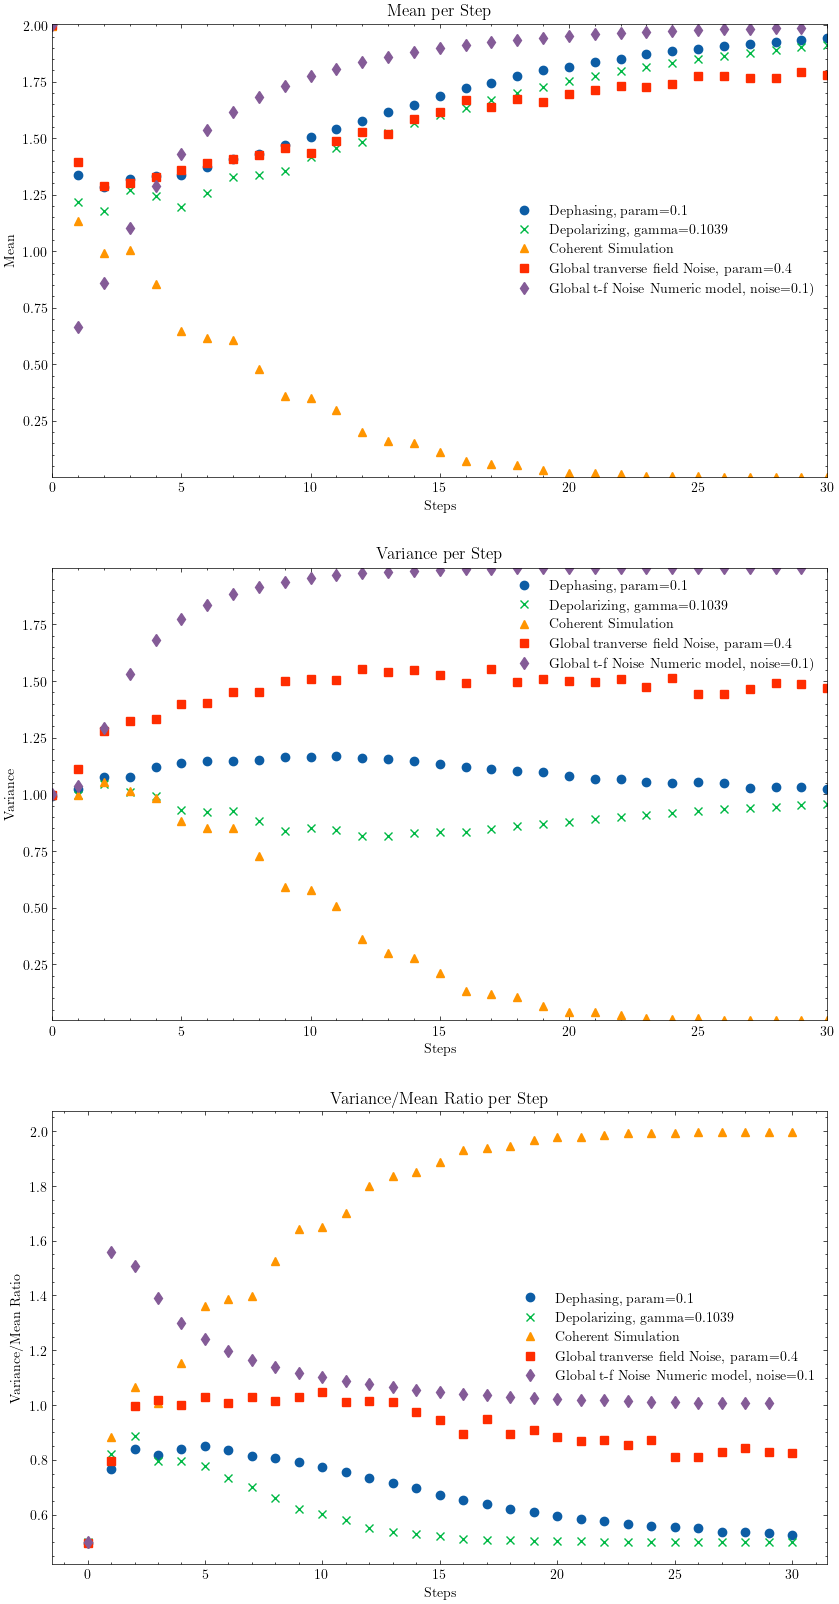 Mean per Step
2.00
1.75
1.50
1.25
1.00
0.75
0.50
0.25
Mean
Dephasing, param=0.1
Depolarizing, gamma=0.1039
Coherent Simulation
Global tranverse field Noise, param=0.4
Global t-f Noise Numeric model, noise=0.1)
0 5 10 15 20 25 30
Steps
Variance per Step
1.75
1.50
1.25
1.00
0.75
0.50
0.25
Variance
Dephasing, param=0.1
Depolarizing, gamma=0.1039
Coherent Simulation
Global tranverse field Noise, param=0.4
Global t-f Noise Numeric model, noise=0.1)
0 5 10 15 20 25 30
Steps
Variance/Mean Ratio per Step
2.0
1.8
1.6
1.4
1.2
1.0
0.8
0.6
Variance/Mean Ratio
Dephasing, param=0.1
Depolarizing, gamma=0.1039
Coherent Simulation
Global tranverse field Noise, param=0.4
Global t-f Noise Numeric model, noise=0.1
0 5 10 15 20 25 30
Steps